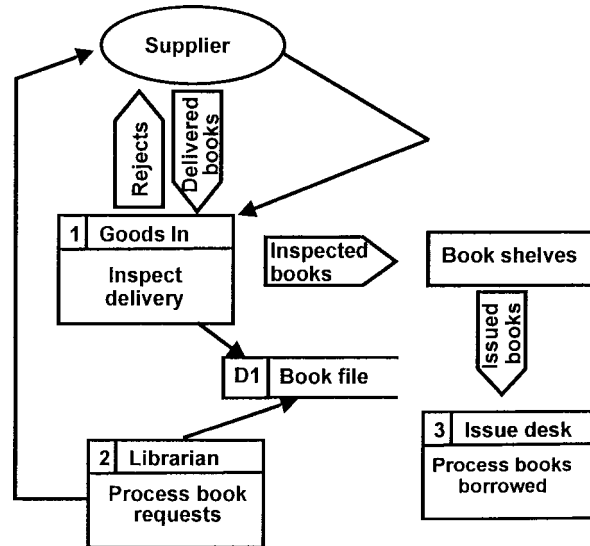 Supplier
Rejects
Delivered
books
1 Goods In
Inspect
delivery
Inspected
books
Book shelves
Issued
books
D1 Book file
2 Librarian
Process book
requests
3 Issue desk
Process books
borrowed